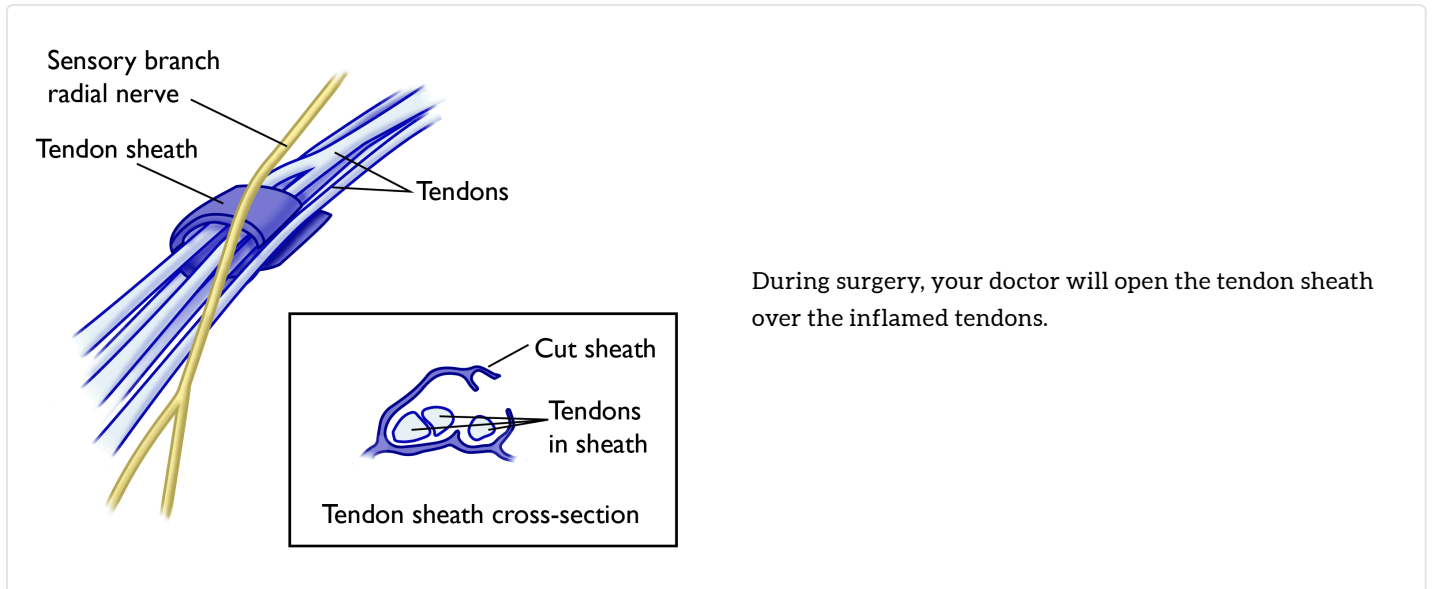 Sensory branch
radial nerve
Tendon sheath
Tendons
Cut sheath
Tendons
in sheath
Tendon sheath cross-section
During surgery, your doctor will open the tendon sheath
over the inflamed tendons.